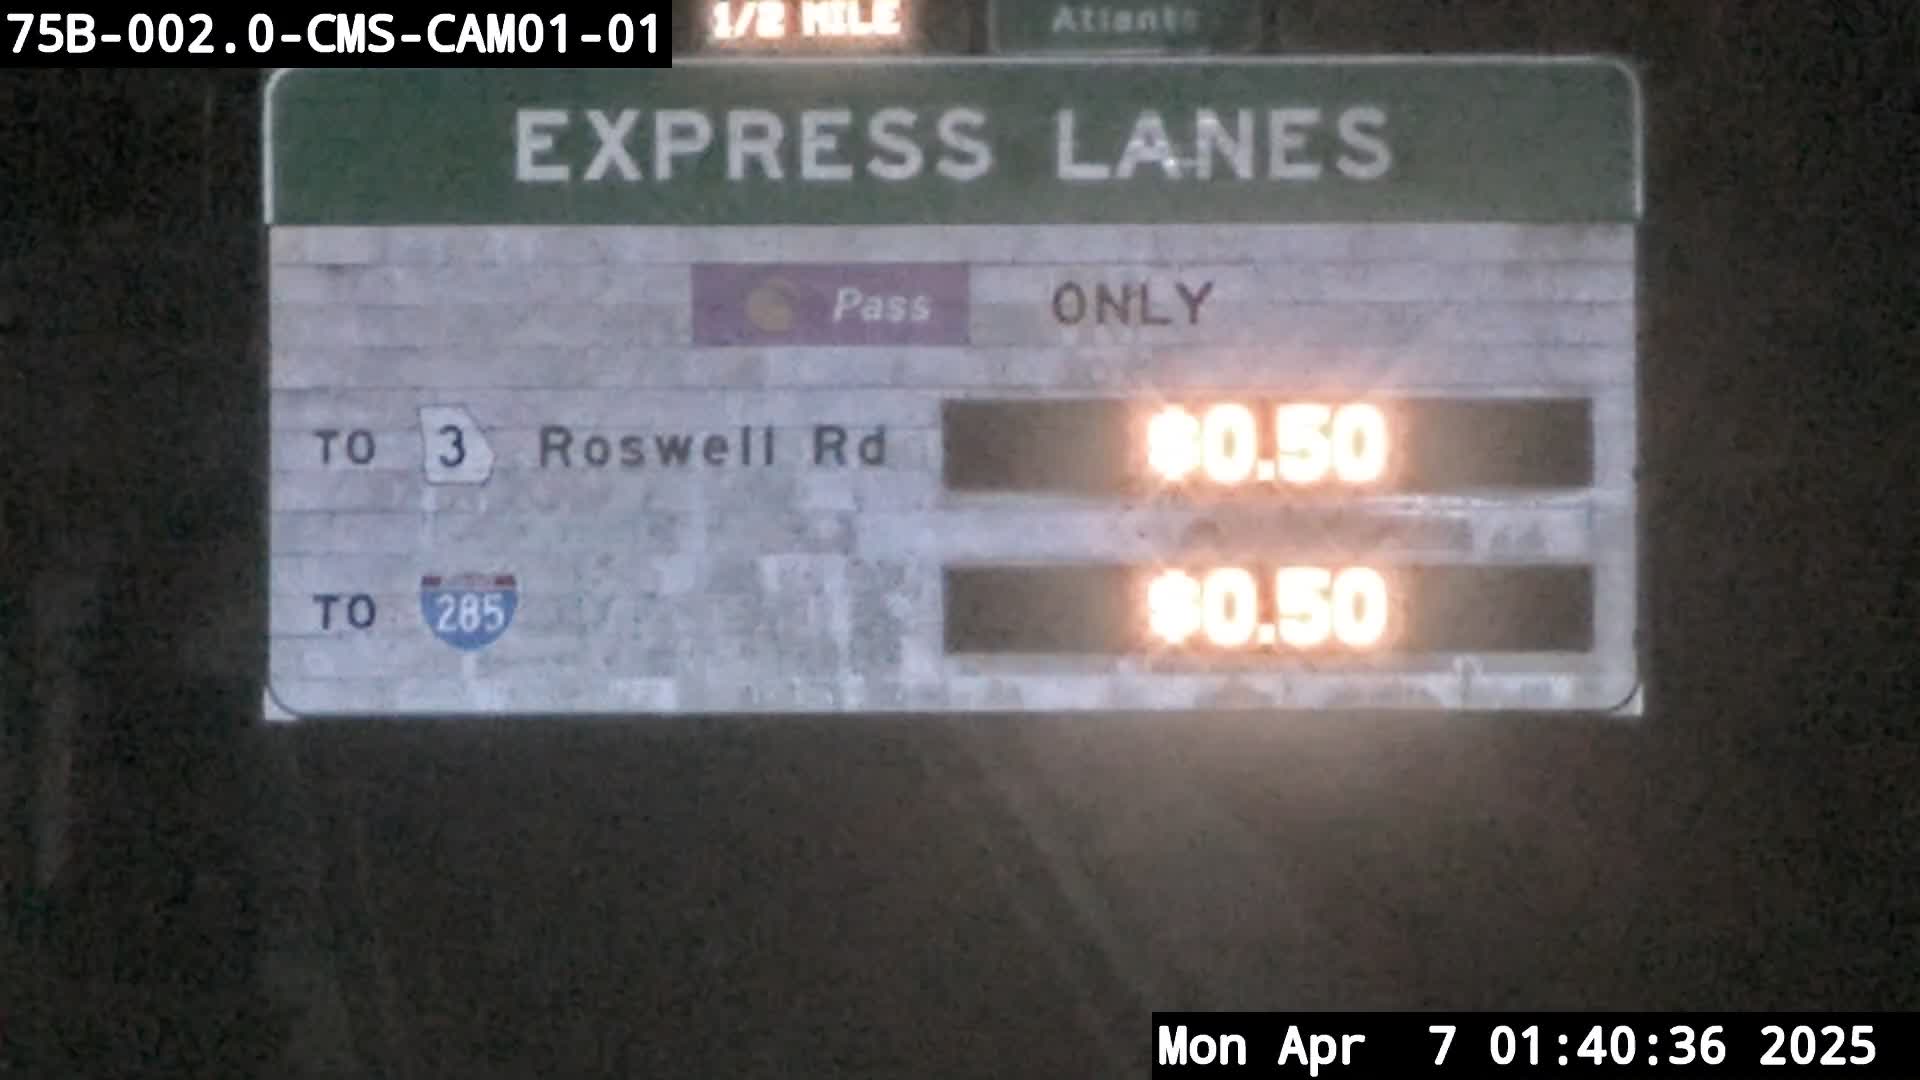 75B-002.0-CMS-CAM01-01
1/2 MILE
Atlanta
EXPRESS LANES
Pass ONLY
TO 3 Roswell Rd $0.50
TO 285 $0.50
Mon Apr 7 01:40:36 2025